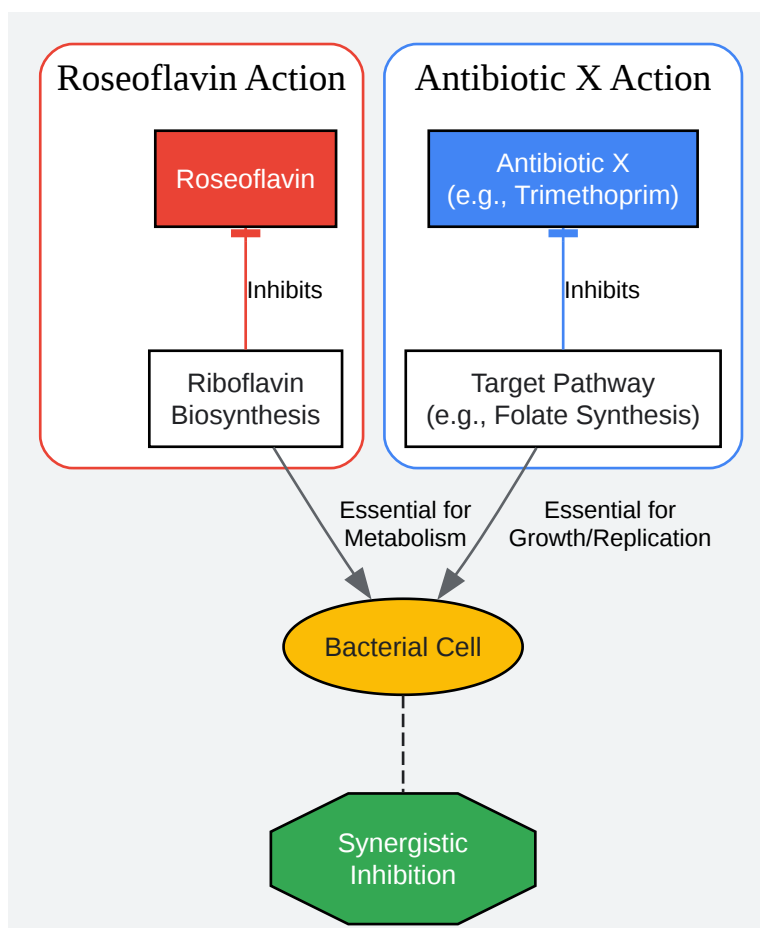 Roseoflavin Action
Antibiotic X Action
Roseoflavin
Antibiotic X
(e.g., Trimethoprim)
Inhibits
Inhibits
Riboflavin
Biosynthesis
Target Pathway
(e.g., Folate Synthesis)
Essential for
Metabolism
Essential for
Growth/Replication
Bacterial Cell
Synergistic
Inhibition